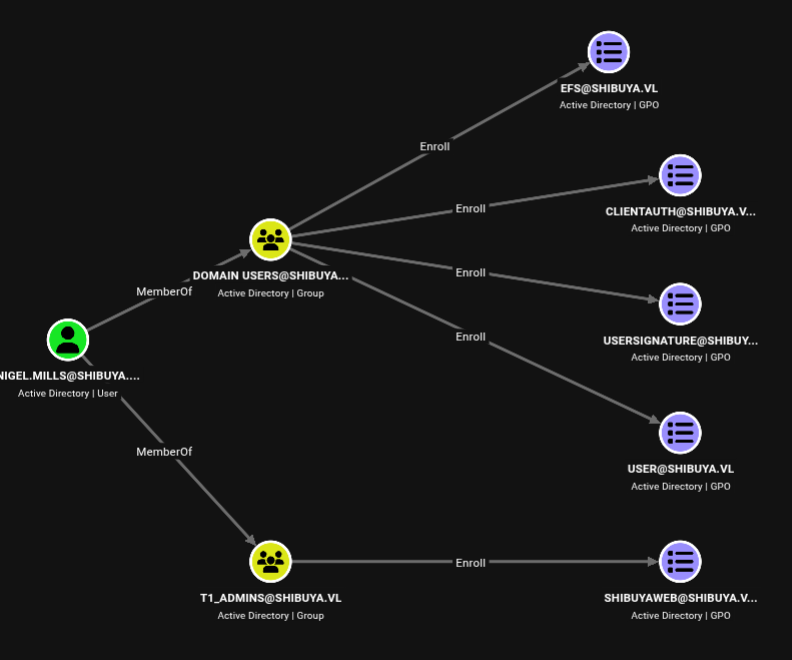 EFS@SHIBUYA.VL
Active Directory | GPO
Enroll
CLIENTAUTH@SHIBUYA.V...
Active Directory | GPO
Enroll
DOMAIN USERS@SHIBUYA...
Active Directory | Group
Enroll
MemberOf
USERSIGNATURE@SHIBUY...
Active Directory | GPO
Enroll
NIGEL.MILLS@SHIBUYA....
Active Directory | User
MemberOf
USER@SHIBUYA.VL
Active Directory | GPO
Enroll
T1_ADMINS@SHIBUYA.VL
Active Directory | Group
SHIBUYAWEB@SHIBUYA.V...
Active Directory | GPO